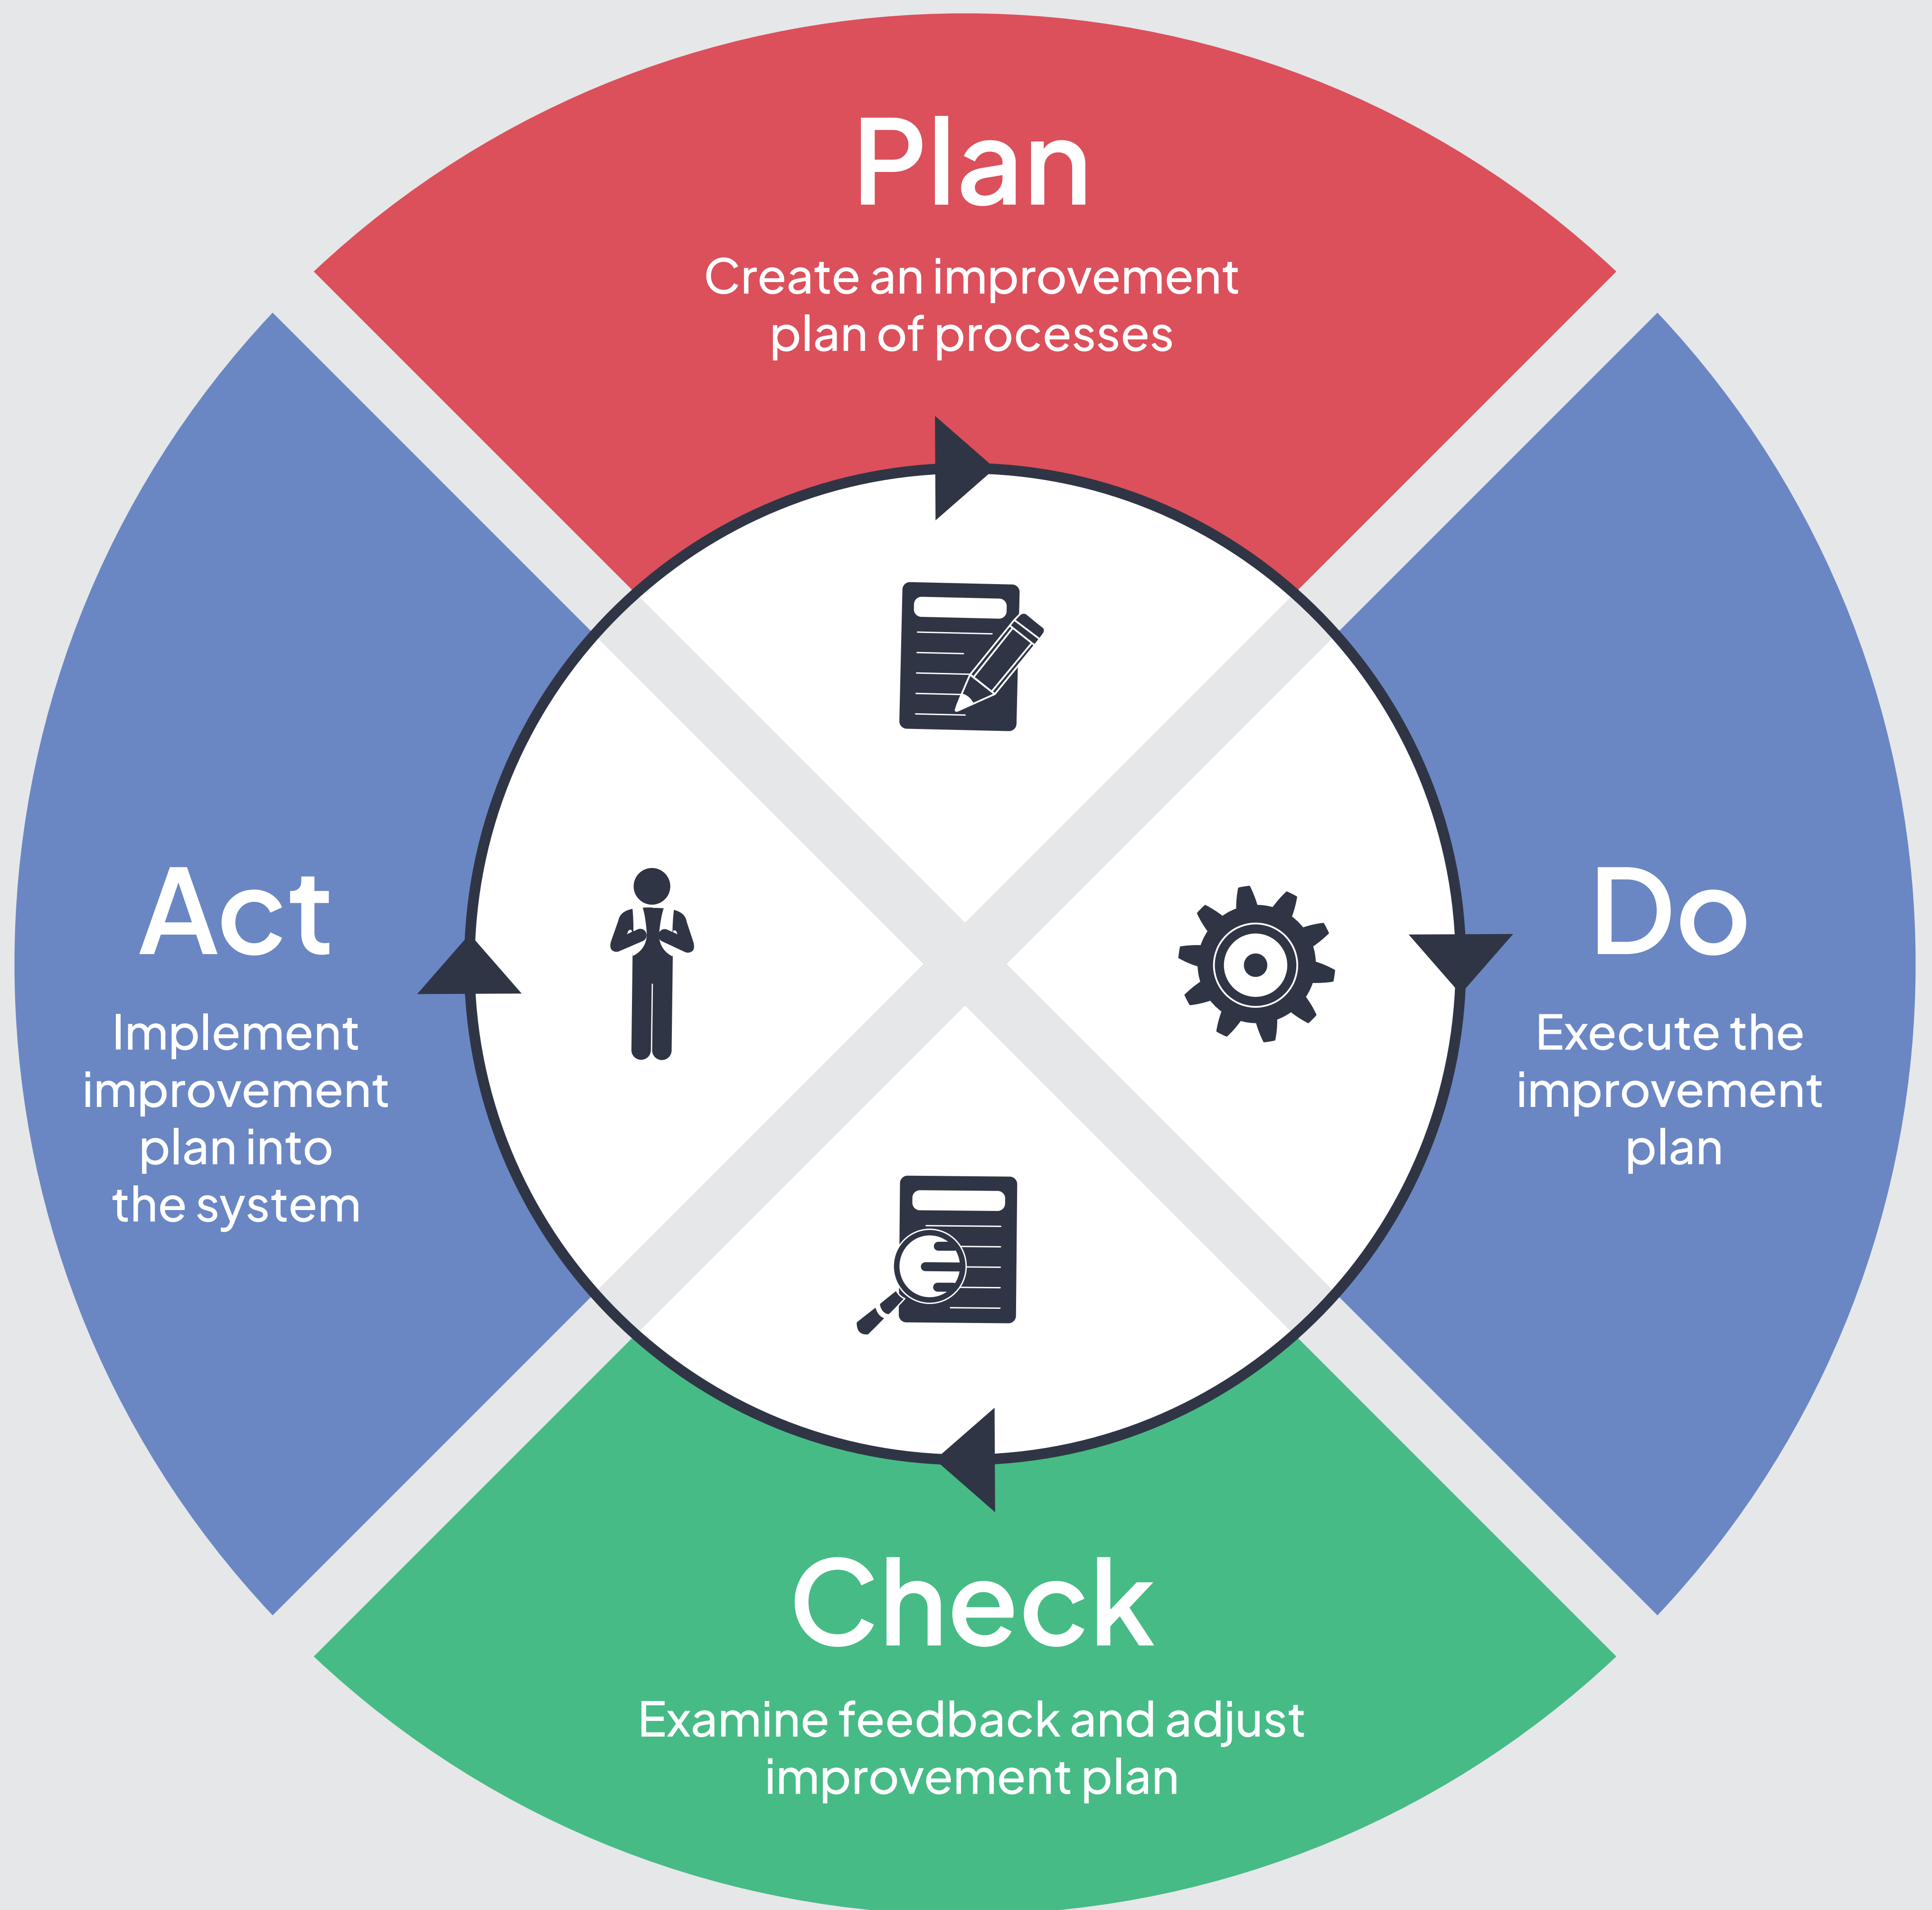 Plan
Create an improvement
plan of processes
Do
Execute the
improvement
plan
Check
Examine feedback and adjust
improvement plan
Act
Implement
improvement
plan into
the system